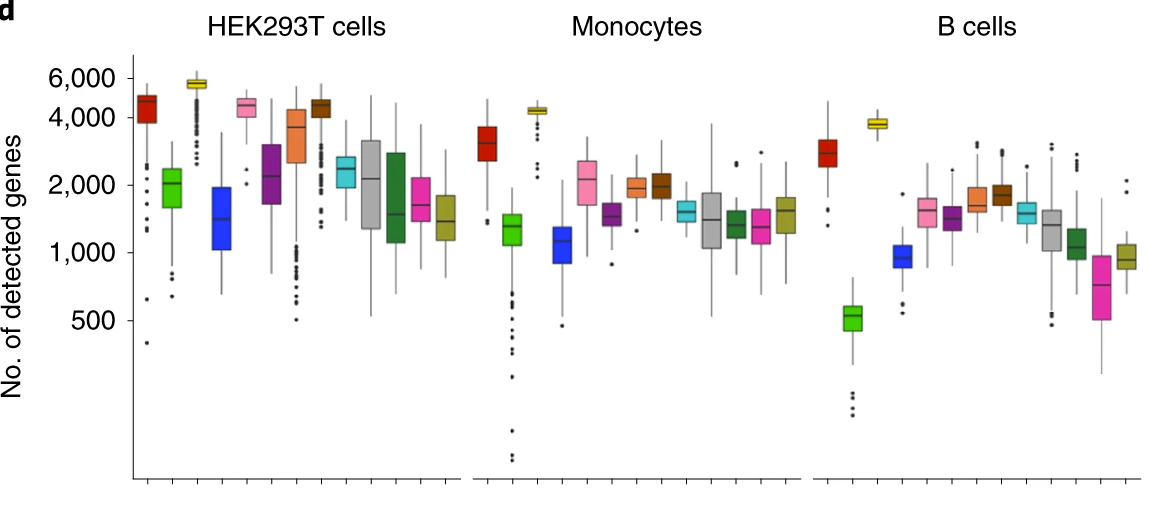 d
HEK293T cells
Monocytes
B cells
No. of detected genes
6,000
4,000
2,000
1,000
500